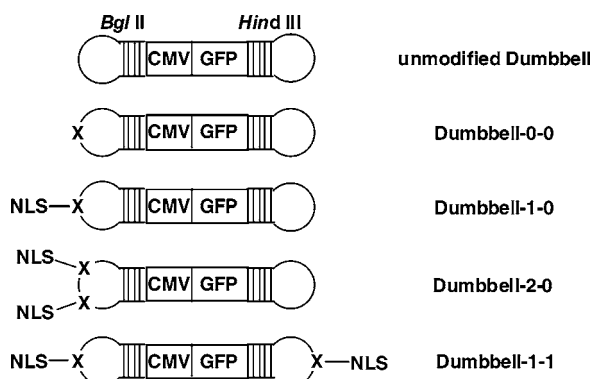 Bgl II Hind III
CMV GFP unmodified Dumbbell
X CMV GFP Dumbbell-0-0
NLS X CMV GFP Dumbbell-1-0
NLS X CMV GFP Dumbbell-2-0
NLS X
NLS X CMV GFP X NLS Dumbbell-1-1